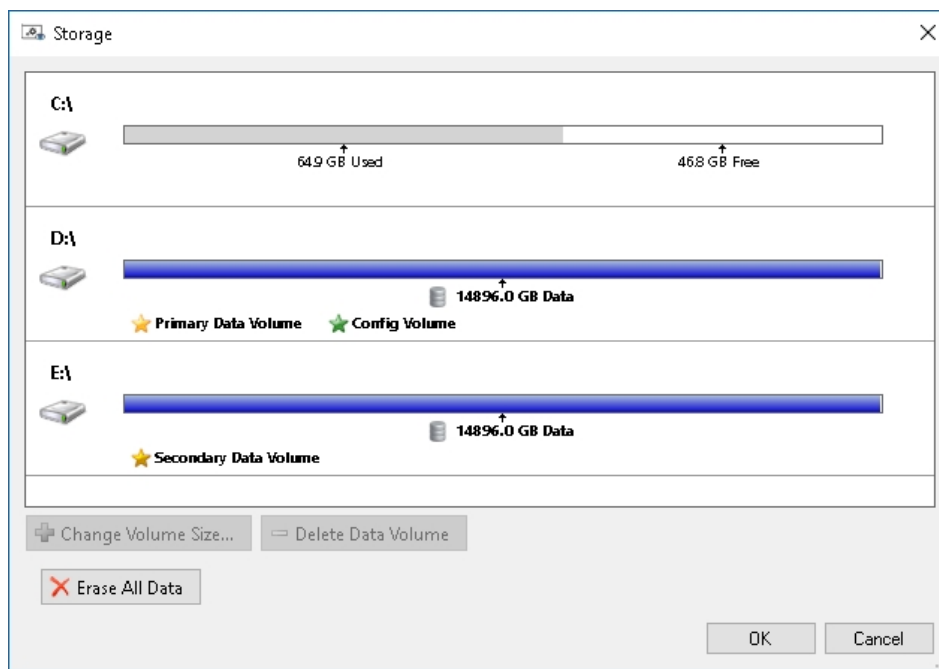 Storage
C:\
64.9 GB Used 46.8 GB Free
D:\
14896.0 GB Data
Primary Data Volume Config Volume
E:\
14896.0 GB Data
Secondary Data Volume
Change Volume Size... Delete Data Volume
Erase All Data
OK Cancel